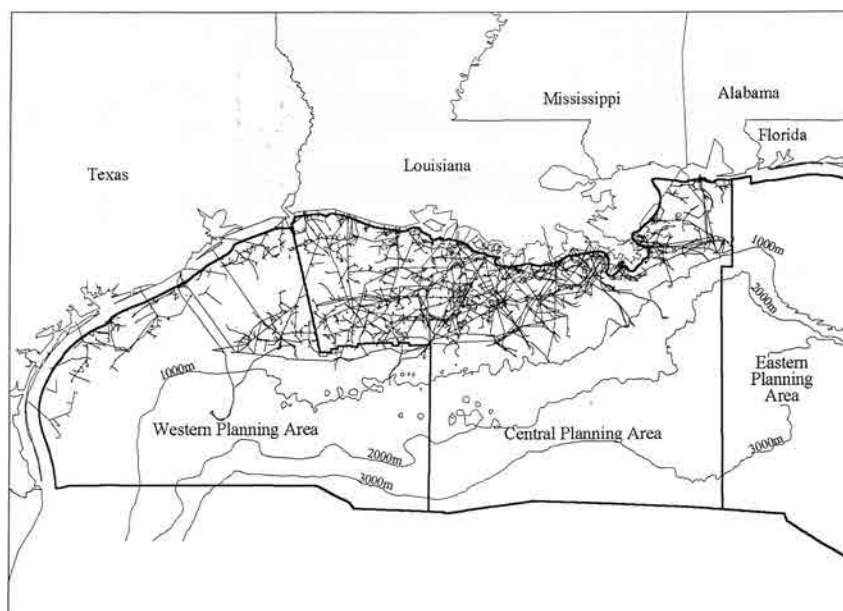 Mississippi
Alabama
Florida
Texas
Louisiana
1000m
2000m
1000m
Eastern
Planning
Area
Western Planning Area
Central Planning Area
2000m
3000m
3000m